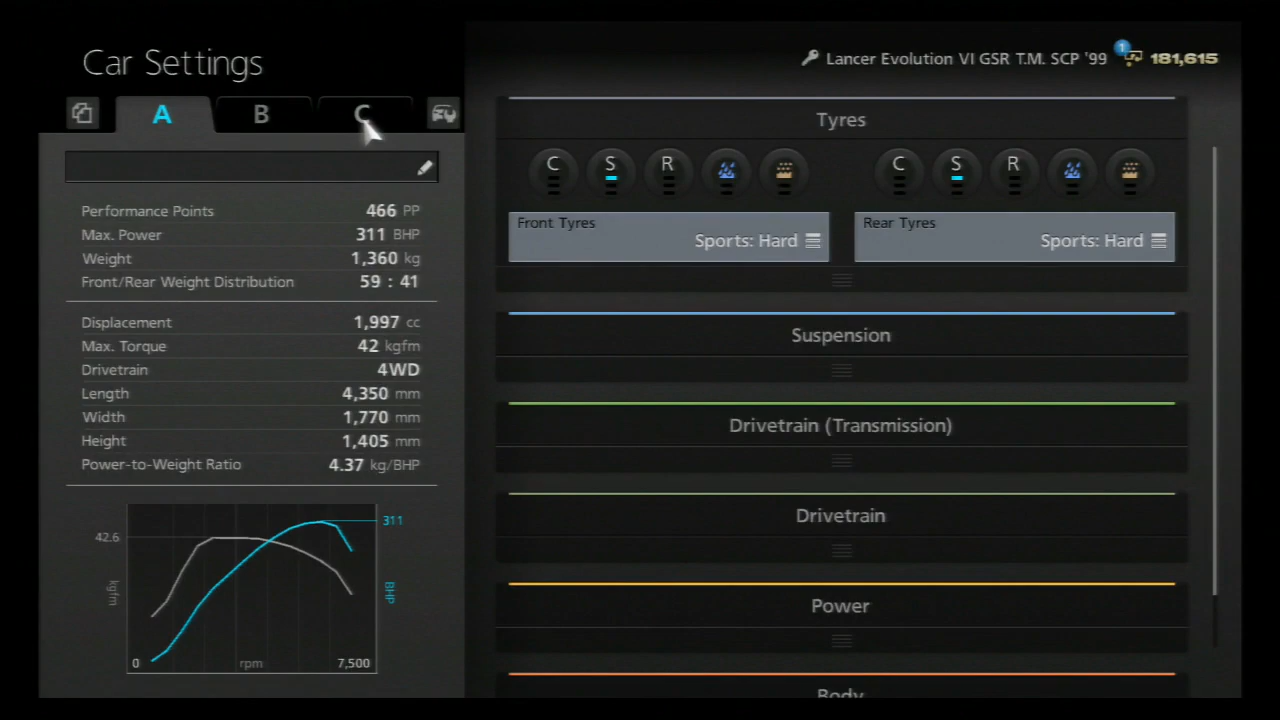 Car Settings
Lancer Evolution VI GSR T.M. SCP '99
1
181,615
A
B
C
Performance Points 466 PP
Max. Power 311 BHP
Weight 1,360 kg
Front/Rear Weight Distribution 59 : 41
Displacement 1,997 cc
Max. Torque 42 kgfm
Drivetrain 4WD
Length 4,350 mm
Width 1,770 mm
Height 1,405 mm
Power-to-Weight Ratio 4.37 kg/BHP
311
42.6
kgfm
BHP
0 rpm 7,500
Tyres
C S R C S R
Front Tyres
Sports: Hard
Rear Tyres
Sports: Hard
Suspension
Drivetrain (Transmission)
Drivetrain
Power
Body